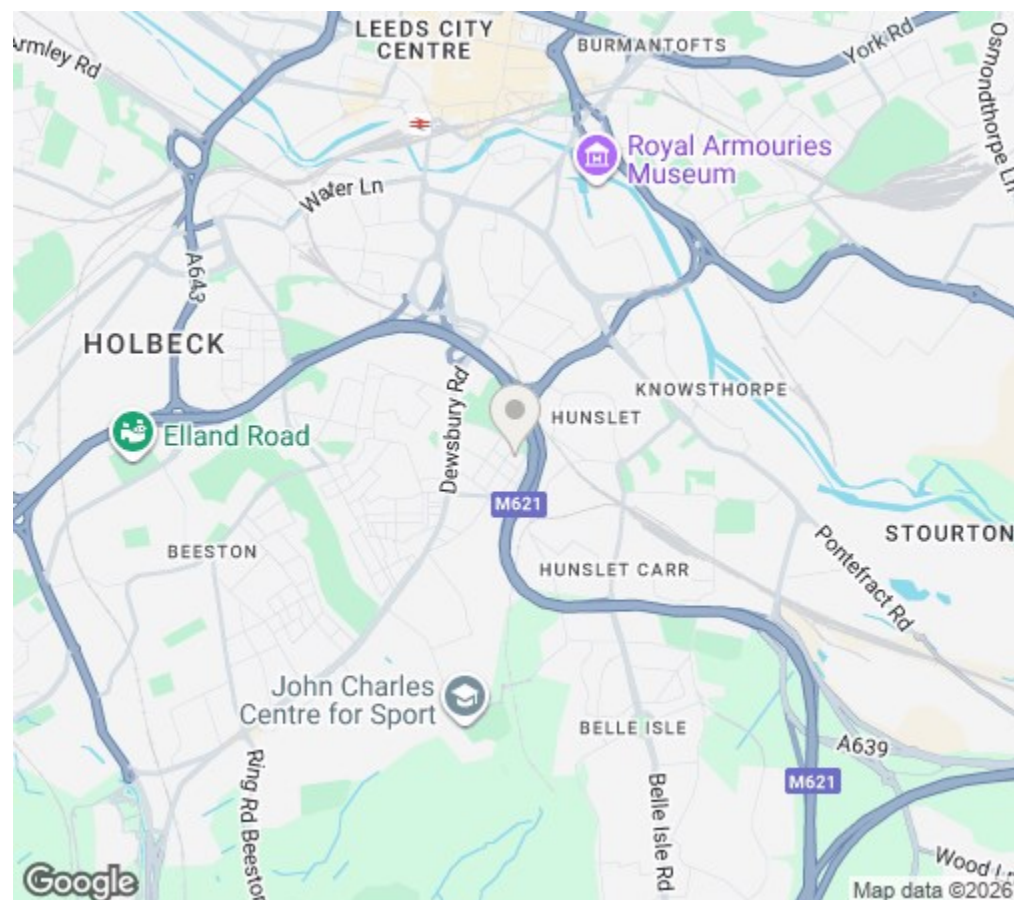 LEEDS CITY
CENTRE
BURMANTOFTS
York Rd
Armley Rd
Osmondthorpe Ln
Royal Armouries
Museum
Water Ln
A643
HOLBECK
KNOWSTHORPE
Dewsbury Rd
HUNSLET
Elland Road
M621
STOURTON
BEESTON
Pontefract Rd
HUNSLET CARR
John Charles
Centre for Sport
BELLE ISLE
A639
Ring Rd Beeston
Belle Isle Rd
M621
Wood
Google
Map data ©2026